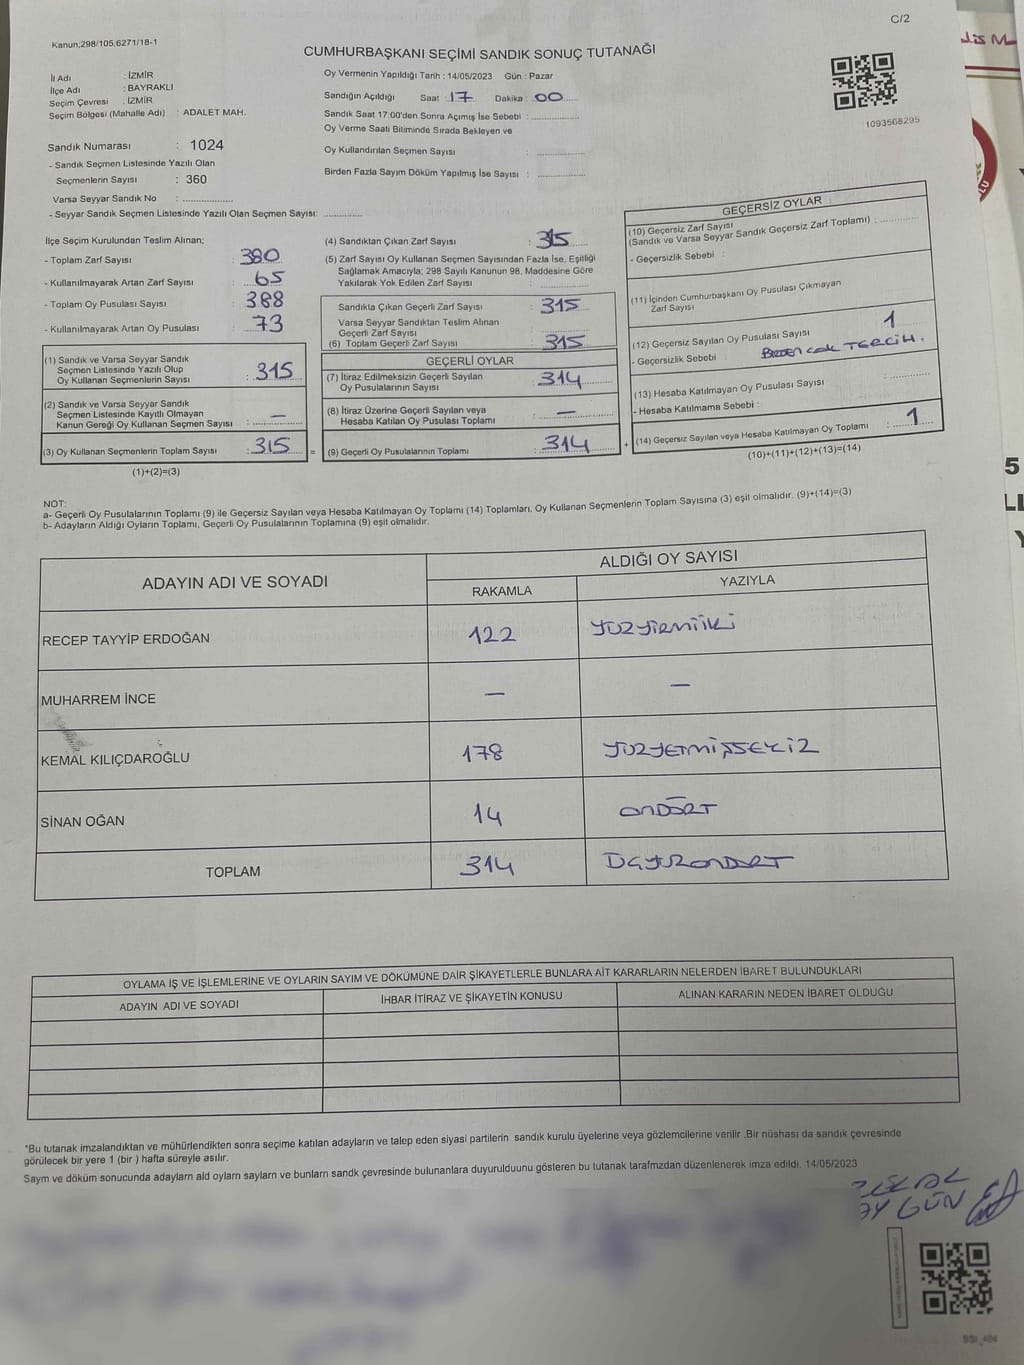 C/2
Kanun;298/105;6271/18-1
CUMHURBAŞKANI SEÇİMİ SANDIK SONUÇ TUTANAĞI
İl Adı : İZMİR
İlçe Adı : BAYRAKLI
Seçim Çevresi : İZMİR
Seçim Bölgesi (Mahalle Adı) : ADALET MAH.
Sandık Numarası : 1024
- Sandık Seçmen Listesinde Yazılı Olan
Seçmenlerin Sayısı : 360
Varsa Seyyar Sandık No : ..................
- Seyyar Sandık Seçmen Listesinde Yazılı Olan Seçmen Sayısı: .............
Oy Vermenin Yapıldığı Tarih : 14/05/2023 Gün : Pazar
Sandığın Açıldığı Saat : 17 Dakika : 00
Sandık Saat 17:00'den Sonra Açımış İse Sebebi : ..................
Oy Verme Saati Bitiminde Sırada Bekleyen ve
Oy Kullandırılan Seçmen Sayısı : ..................
Birden Fazla Sayım Döküm Yapılmış İse Sayısı : ..................
1093568295
İlçe Seçim Kurulundan Teslim Alınan;
- Toplam Zarf Sayısı : 380
- Kullanılmayarak Artan Zarf Sayısı : 65
- Toplam Oy Pusulası Sayısı : 388
- Kullanılmayarak Artan Oy Pusulası : 73
(1) Sandık ve Varsa Seyyar Sandık
Seçmen Listesinde Yazılı Olup
Oy Kullanan Seçmenlerin Sayısı : 315
(2) Sandık ve Varsa Seyyar Sandık
Seçmen Listesinde Kayıtlı Olmayan
Kanun Gereği Oy Kullanan Seçmen Sayısı : —
(3) Oy Kullanan Seçmenlerin Toplam Sayısı : 315
(1)+(2)=(3)
=
(4) Sandıktan Çıkan Zarf Sayısı : 315
(5) Zarf Sayısı Oy Kullanan Seçmen Sayısından Fazla İse, Eşitliği
Sağlamak Amacıyla; 298 Sayılı Kanunun 98. Maddesine Göre
Yakılarak Yok Edilen Zarf Sayısı : ..................
Sandıkta Çıkan Geçerli Zarf Sayısı : 315
Varsa Seyyar Sandıktan Teslim Alınan
Geçerli Zarf Sayısı : ..................
(6) Toplam Geçerli Zarf Sayısı : 315
GEÇERLİ OYLAR
(7) İtiraz Edilmeksizin Geçerli Sayılan
Oy Pusulalarının Sayısı : 314
(8) İtiraz Üzerine Geçerli Sayılan veya
Hesaba Katılan Oy Pusulası Toplamı : —
(9) Geçerli Oy Pusulalarının Toplamı : 314
+
GEÇERSİZ OYLAR
(10) Geçersiz Zarf Sayısı
(Sandık ve Varsa Seyyar Sandık Geçersiz Zarf Toplamı) : ..............
- Geçersizlik Sebebi :
(11) İçinden Cumhurbaşkanı Oy Pusulası Çıkmayan
Zarf Sayısı
(12) Geçersiz Sayılan Oy Pusulası Sayısı 1
- Geçersizlik Sebebi : BİRDEN ÇOK TERCİH.
(13) Hesaba Katılmayan Oy Pusulası Sayısı : ..............
- Hesaba Katılmama Sebebi :
(14) Geçersiz Sayılan veya Hesaba Katılmayan Oy Toplamı : 1
(10)+(11)+(12)+(13)=(14)
NOT:
a- Geçerli Oy Pusulalarının Toplamı (9) ile Geçersiz Sayılan veya Hesaba Katılmayan Oy Toplamı (14) Toplamları, Oy Kullanan Seçmenlerin Toplam Sayısına (3) eşit olmalıdır. (9)+(14)=(3)
b- Adayların Aldığı Oyların Toplamı, Geçerli Oy Pusulalarının Toplamına (9) eşit olmalıdır.
ADAYIN ADI VE SOYADI
ALDIĞI OY SAYISI
RAKAMLA YAZIYLA
RECEP TAYYİP ERDOĞAN 122 YÜZYİRMİİKİ
MUHARREM İNCE — —
KEMAL KILIÇDAROĞLU 178 YÜZYETMİŞSEKİZ
SİNAN OĞAN 14 ONDÖRT
TOPLAM 314
OYLAMA İŞ VE İŞLEMLERİNE VE OYLARIN SAYIM VE DÖKÜMÜNE DAİR ŞİKAYETLERLE BUNLARA AİT KARARLARIN NELERDEN İBARET BULUNDUKLARI
ADAYIN ADI VE SOYADI İHBAR İTİRAZ VE ŞİKAYETİN KONUSU ALINAN KARARIN NEDEN İBARET OLDUĞU
*Bu tutanak imzalandıktan ve mühürlendikten sonra seçime katılan adayların ve talep eden siyasi partilerin sandık kurulu üyelerine veya gözlemcilerine verilir .Bir nüshası da sandık çevresinde
görülecek bir yere 1 (bir ) hafta süreyle asılır.
Saym ve döküm sonucunda adaylarn ald oylarn saylarn ve bunlarn sandk çevresinde bulunanlara duyurulduunu gösteren bu tutanak tarafmzdan düzenlenerek imza edildi. 14/05/2023
GÜN